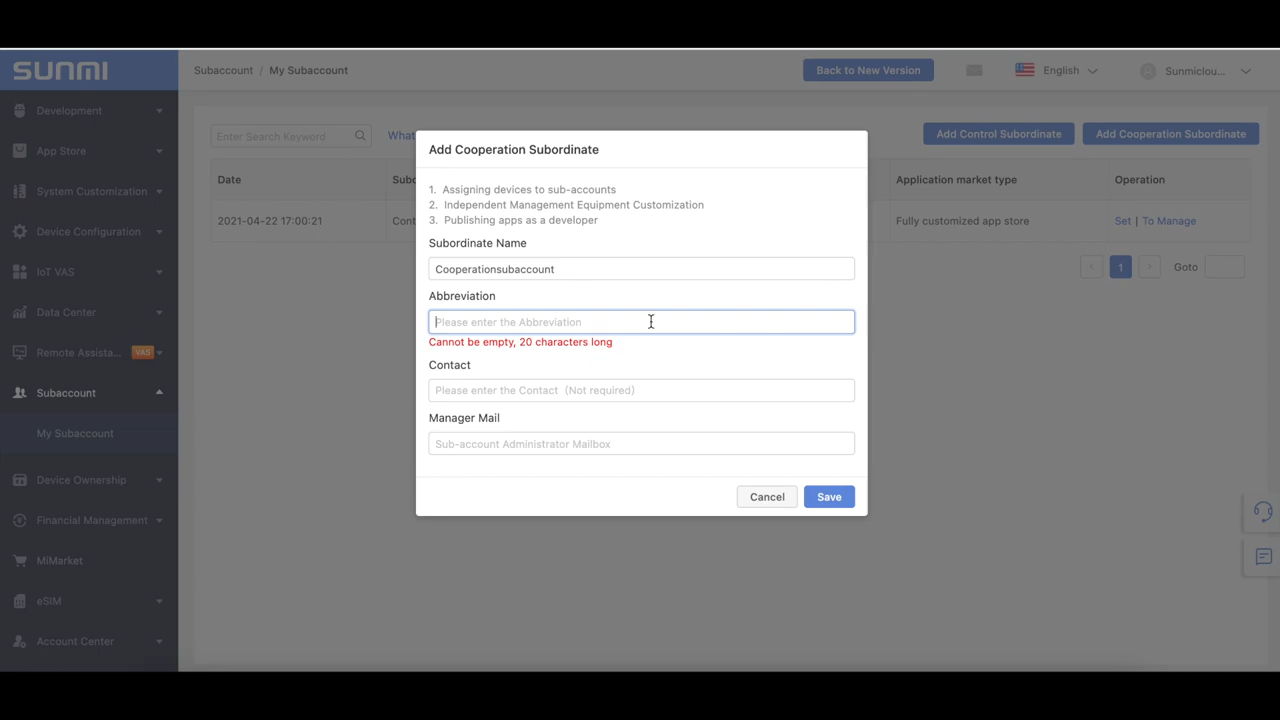 SUNMI
Subaccount / My Subaccount
Back to New Version
English
Sunmiclou...
Development
App Store
System Customization
Device Configuration
IoT VAS
Data Center
Remote Assista... VAS
Subaccount
My Subaccount
Device Ownership
Financial Management
MiMarket
eSIM
Account Center
Enter Search Keyword
What
Add Control Subordinate
Add Cooperation Subordinate
Date
Application market type
Operation
2021-04-22 17:00:21
Cont
Fully customized app store
Set | To Manage
< 1 > Goto
Add Cooperation Subordinate
1. Assigning devices to sub-accounts
2. Independent Management Equipment Customization
3. Publishing apps as a developer
Subordinate Name
Cooperationsubaccount
Abbreviation
Please enter the Abbreviation
Cannot be empty, 20 characters long
Contact
Please enter the Contact (Not required)
Manager Mail
Sub-account Administrator Mailbox
Cancel
Save